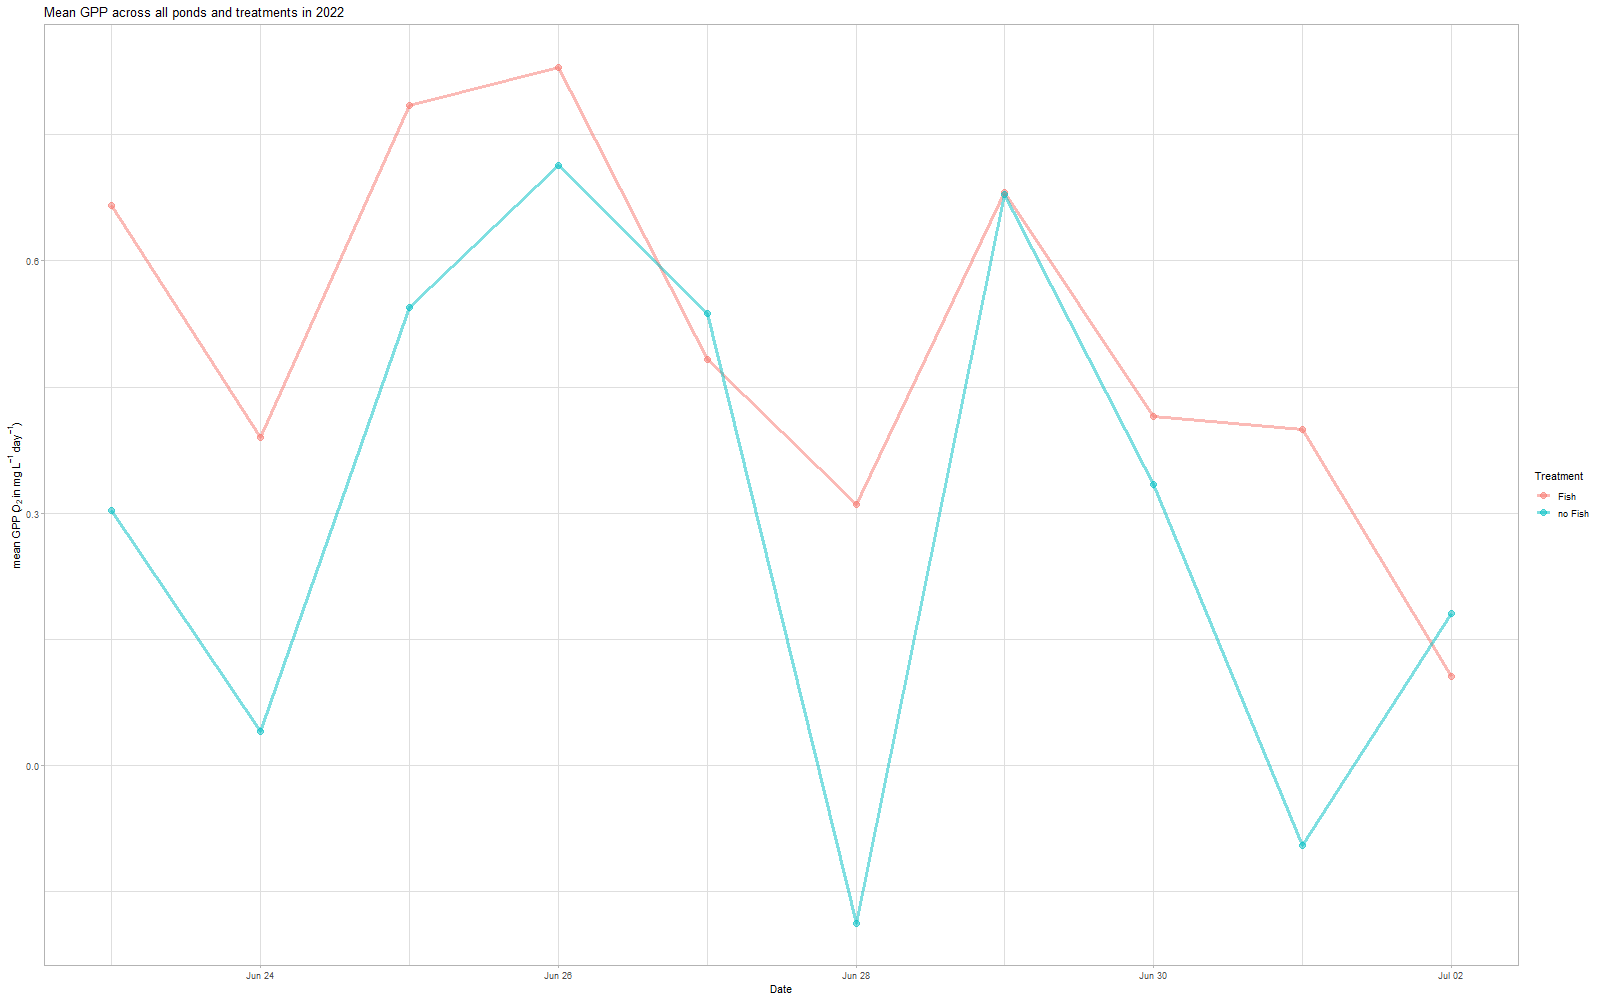 Mean GPP across all ponds and treatments in 2022
mean GPP O₂ in mg L⁻¹ day⁻¹)
0.6
0.3
0.0
Jun 24
Jun 26
Jun 28
Jun 30
Jul 02
Date
Treatment
Fish
no Fish